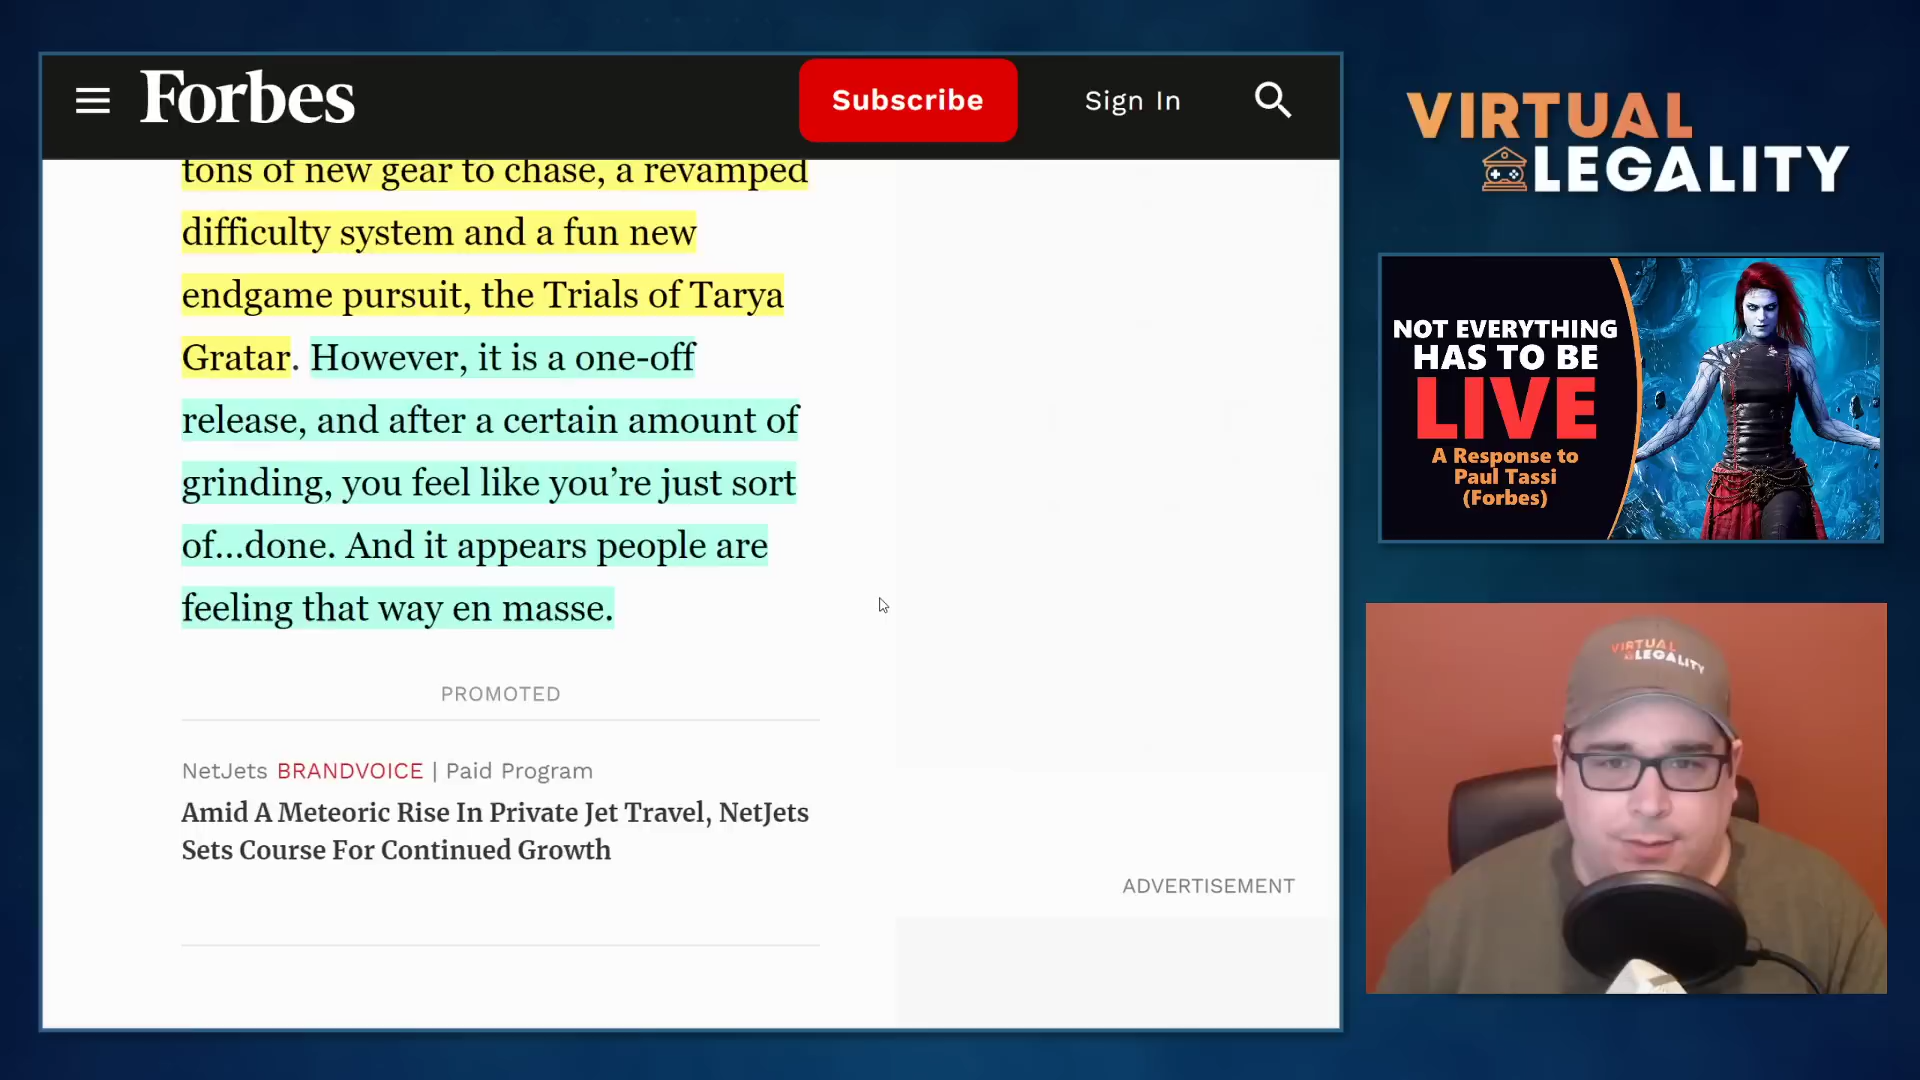 Forbes
Subscribe
Sign In
tons of new gear to chase, a revamped
difficulty system and a fun new
endgame pursuit, the Trials of Tarya
Gratar. However, it is a one-off
release, and after a certain amount of
grinding, you feel like you’re just sort
of...done. And it appears people are
feeling that way en masse.
PROMOTED
NetJets BRANDVOICE | Paid Program
Amid A Meteoric Rise In Private Jet Travel, NetJets
Sets Course For Continued Growth
ADVERTISEMENT
VIRTUAL
LEGALITY
NOT EVERYTHING
HAS TO BE
LIVE
A Response to
Paul Tassi
(Forbes)
VIRTUAL
LEGALITY